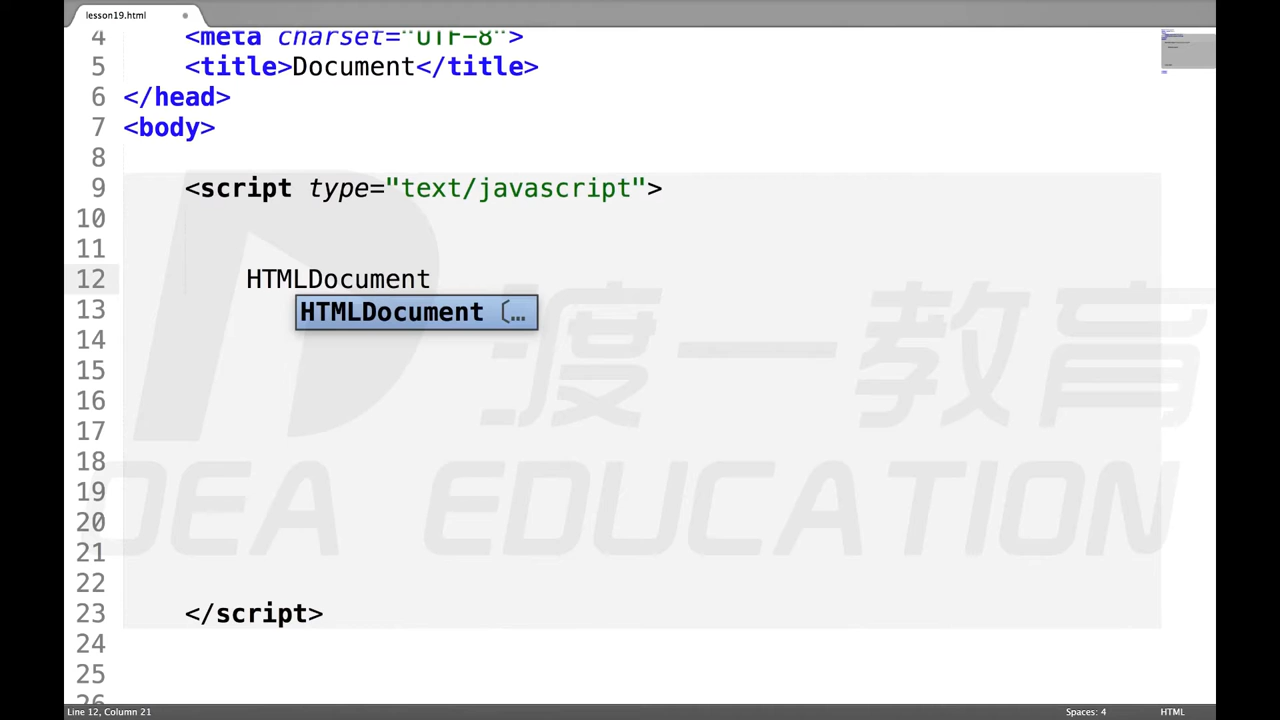 lesson19.html
4 <meta charset="UTF-8">
5 <title>Document</title>
6 </head>
7 <body>
8
9 <script type="text/javascript">
10
11
12 HTMLDocument
HTMLDocument (…
13
14
15
16
17
18
19
20
21
22
23 </script>
24
25
26
渡一教育
DEA EDUCATION
Line 12, Column 21
Spaces: 4
HTML